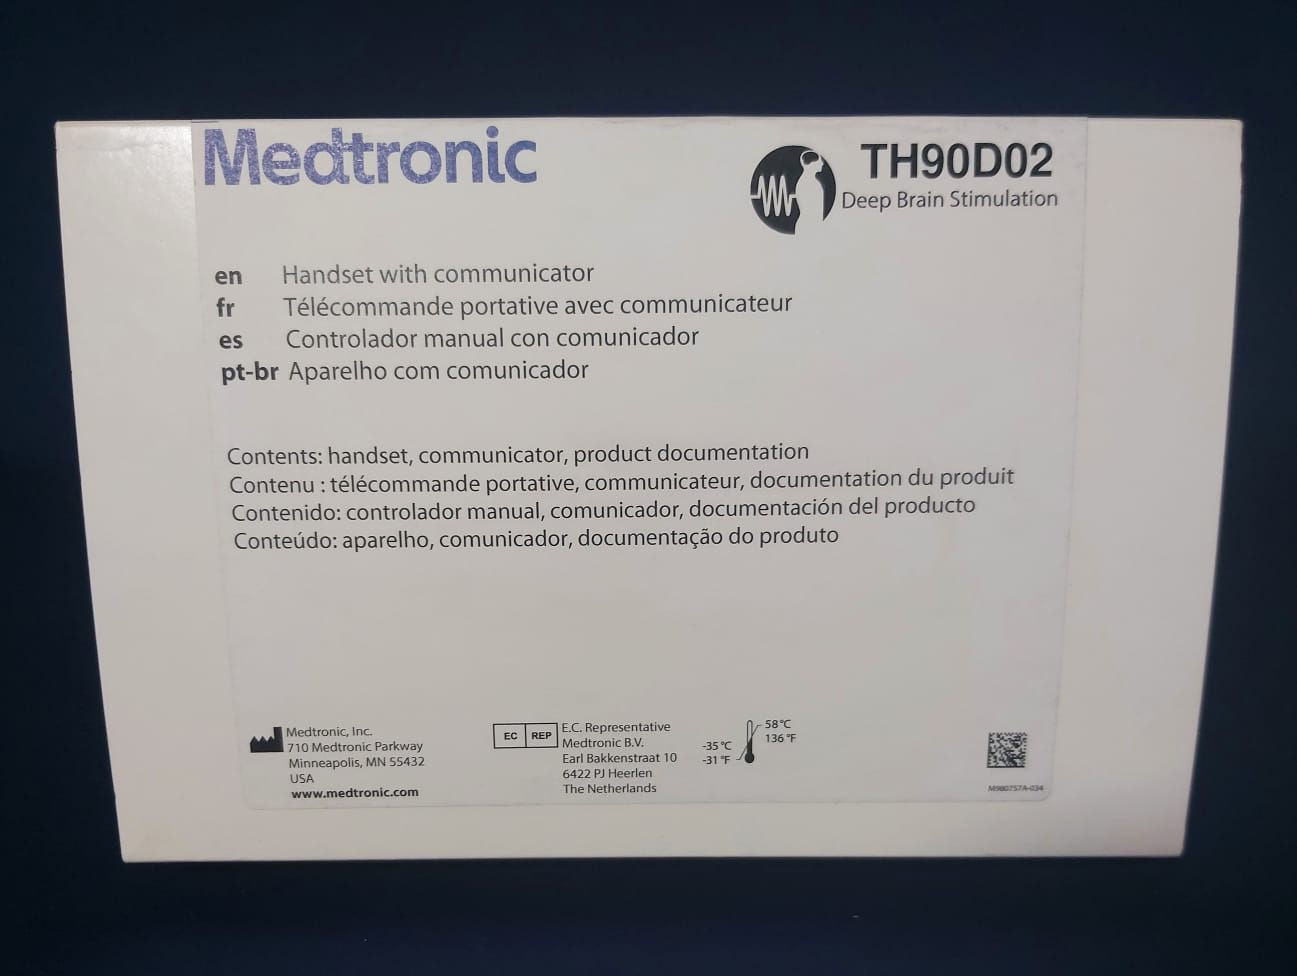 Medtronic
TH90D02
Deep Brain Stimulation
en Handset with communicator
fr Télécommande portative avec communicateur
es Controlador manual con comunicador
pt-br Aparelho com comunicador
Contents: handset, communicator, product documentation
Contenu : télécommande portative, communicateur, documentation du produit
Contenido: controlador manual, comunicador, documentación del producto
Conteúdo: aparelho, comunicador, documentação do produto
Medtronic, Inc.
710 Medtronic Parkway
Minneapolis, MN 55432
USA
www.medtronic.com
EC REP
E.C. Representative
Medtronic B.V.
Earl Bakkenstraat 10
6422 PJ Heerlen
The Netherlands
-35 °C
-31 °F
58 °C
136 °F
M980757A-034